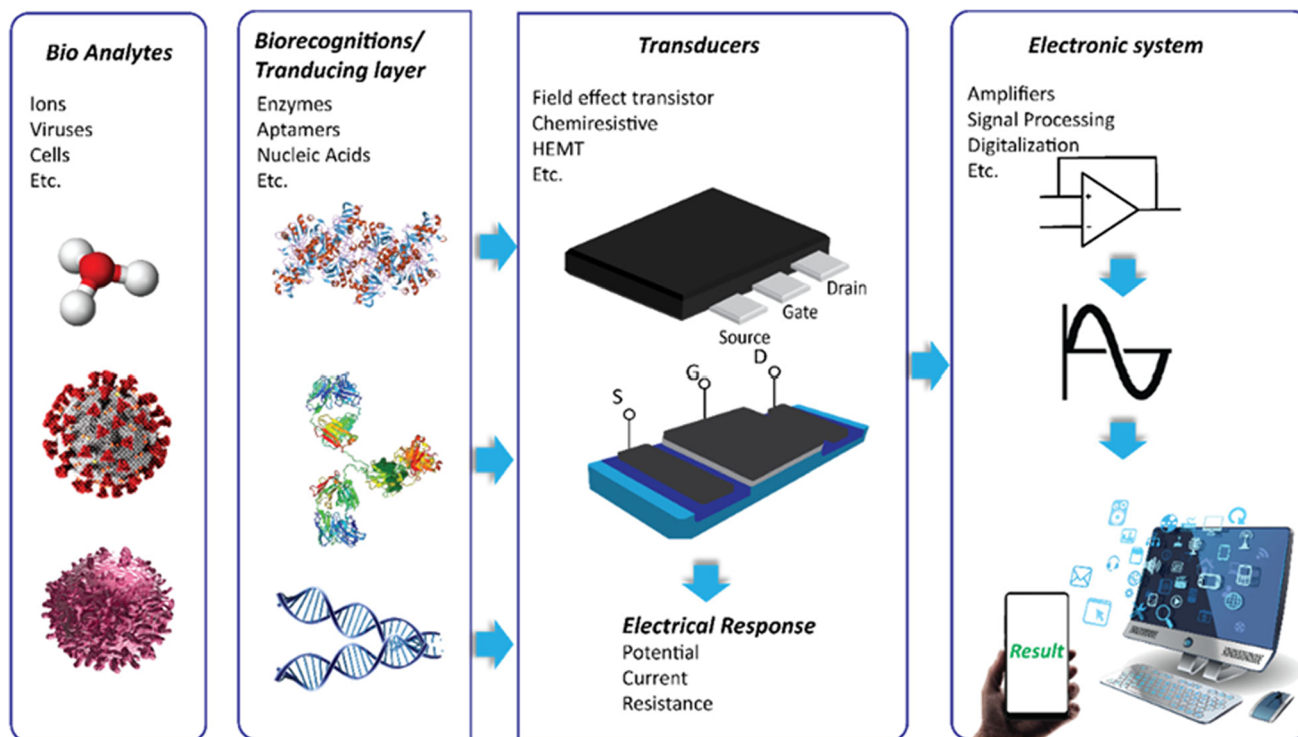 Bio Analytes
Ions
Viruses
Cells
Etc.
Biorecognitions/
Tranducing layer
Enzymes
Aptamers
Nucleic Acids
Etc.
Transducers
Field effect transistor
Chemiresistive
HEMT
Etc.
Drain
Gate
Source
D
G
S
Electrical Response
Potential
Current
Resistance
Electronic system
Amplifiers
Signal Processing
Digitalization
Etc.
+
-
Result